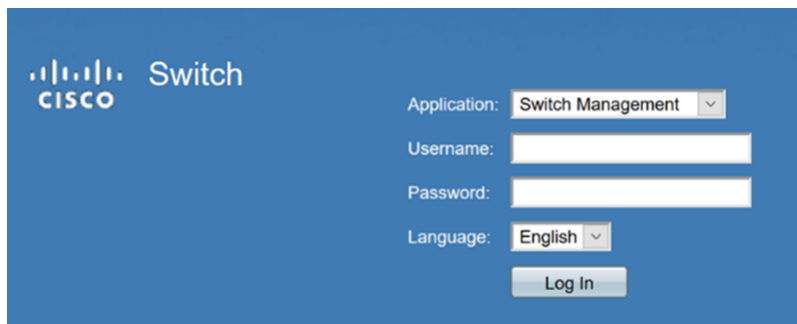 CISCO Switch
Application: Switch Management
Username:
Password:
Language: English
Log In